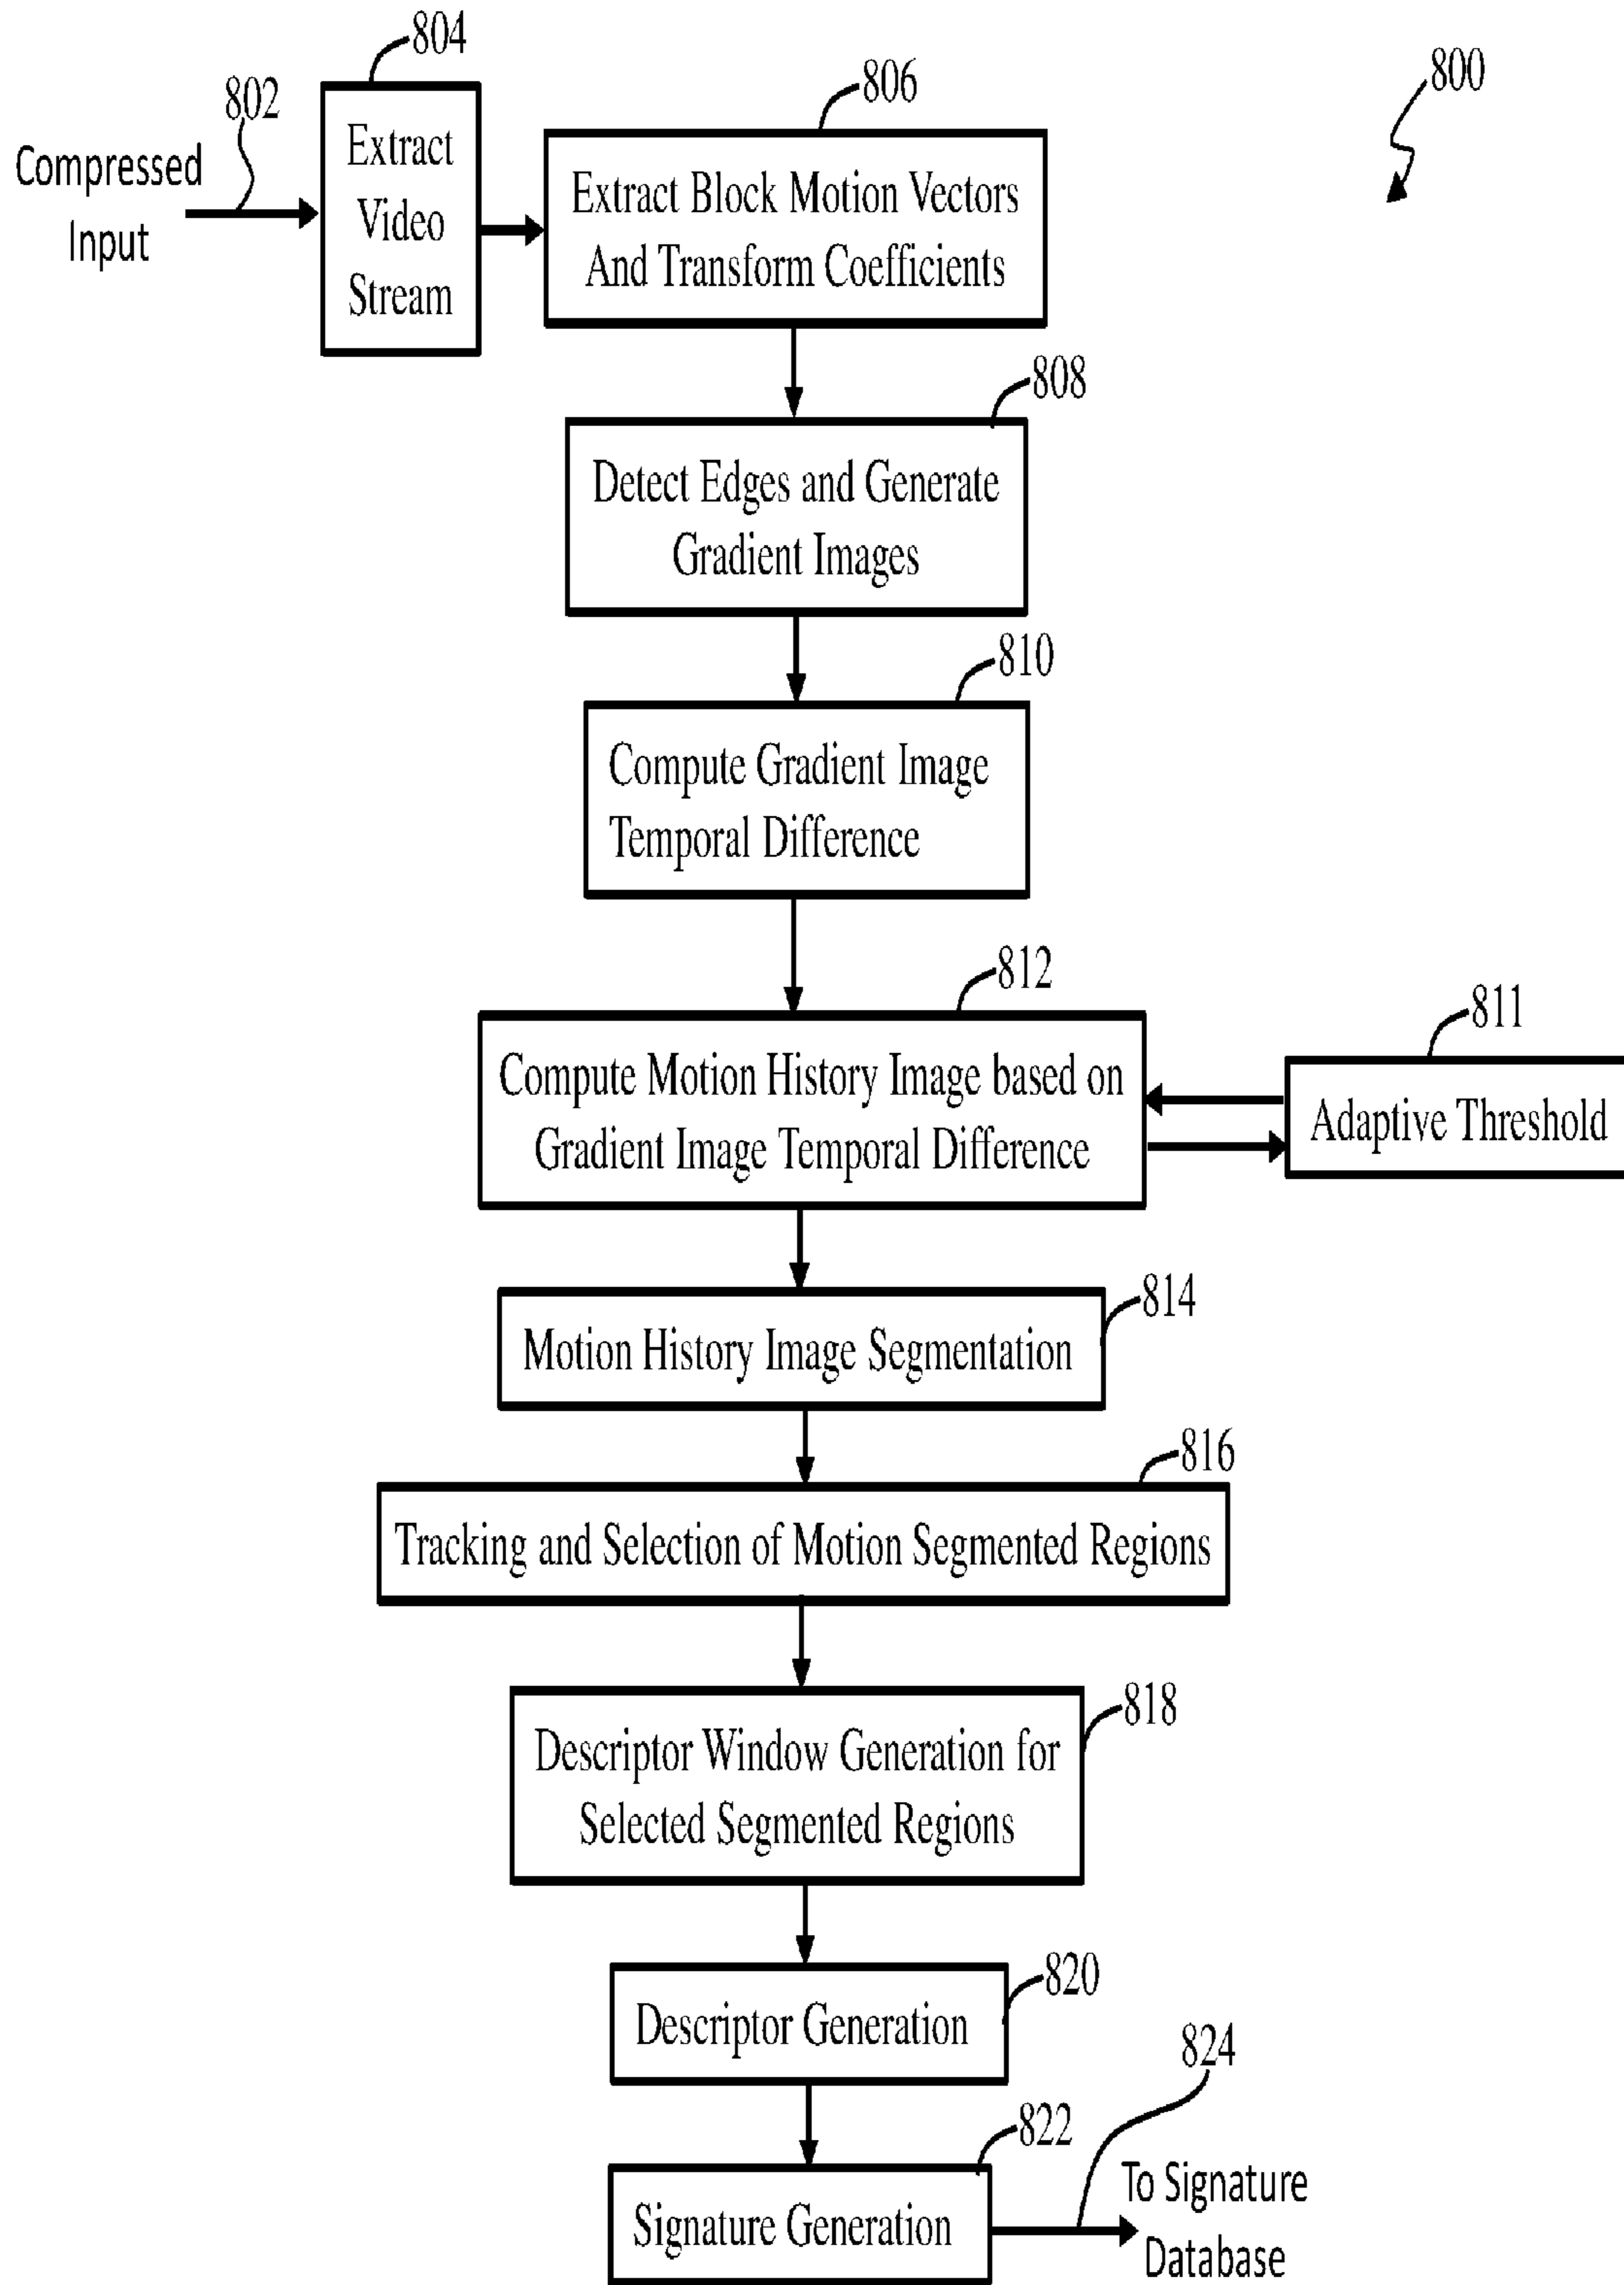 804
800
802
806
Compressed
Input
Extract
Video
Stream
Extract Block Motion Vectors
And Transform Coefficients
808
Detect Edges and Generate
Gradient Images
810
Compute Gradient Image
Temporal Difference
812
811
Compute Motion History Image based on
Gradient Image Temporal Difference
Adaptive Threshold
814
Motion History Image Segmentation
816
Tracking and Selection of Motion Segmented Regions
818
Descriptor Window Generation for
Selected Segmented Regions
820
Descriptor Generation
824
822
Signature Generation
To Signature
Database